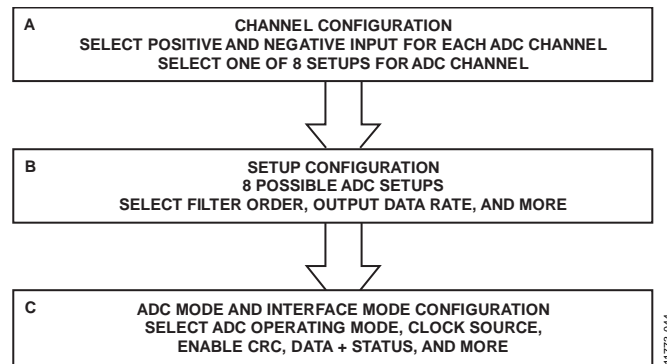 A
CHANNEL CONFIGURATION
SELECT POSITIVE AND NEGATIVE INPUT FOR EACH ADC CHANNEL
SELECT ONE OF 8 SETUPS FOR ADC CHANNEL
B
SETUP CONFIGURATION
8 POSSIBLE ADC SETUPS
SELECT FILTER ORDER, OUTPUT DATA RATE, AND MORE
C
ADC MODE AND INTERFACE MODE CONFIGURATION
SELECT ADC OPERATING MODE, CLOCK SOURCE,
ENABLE CRC, DATA + STATUS, AND MORE